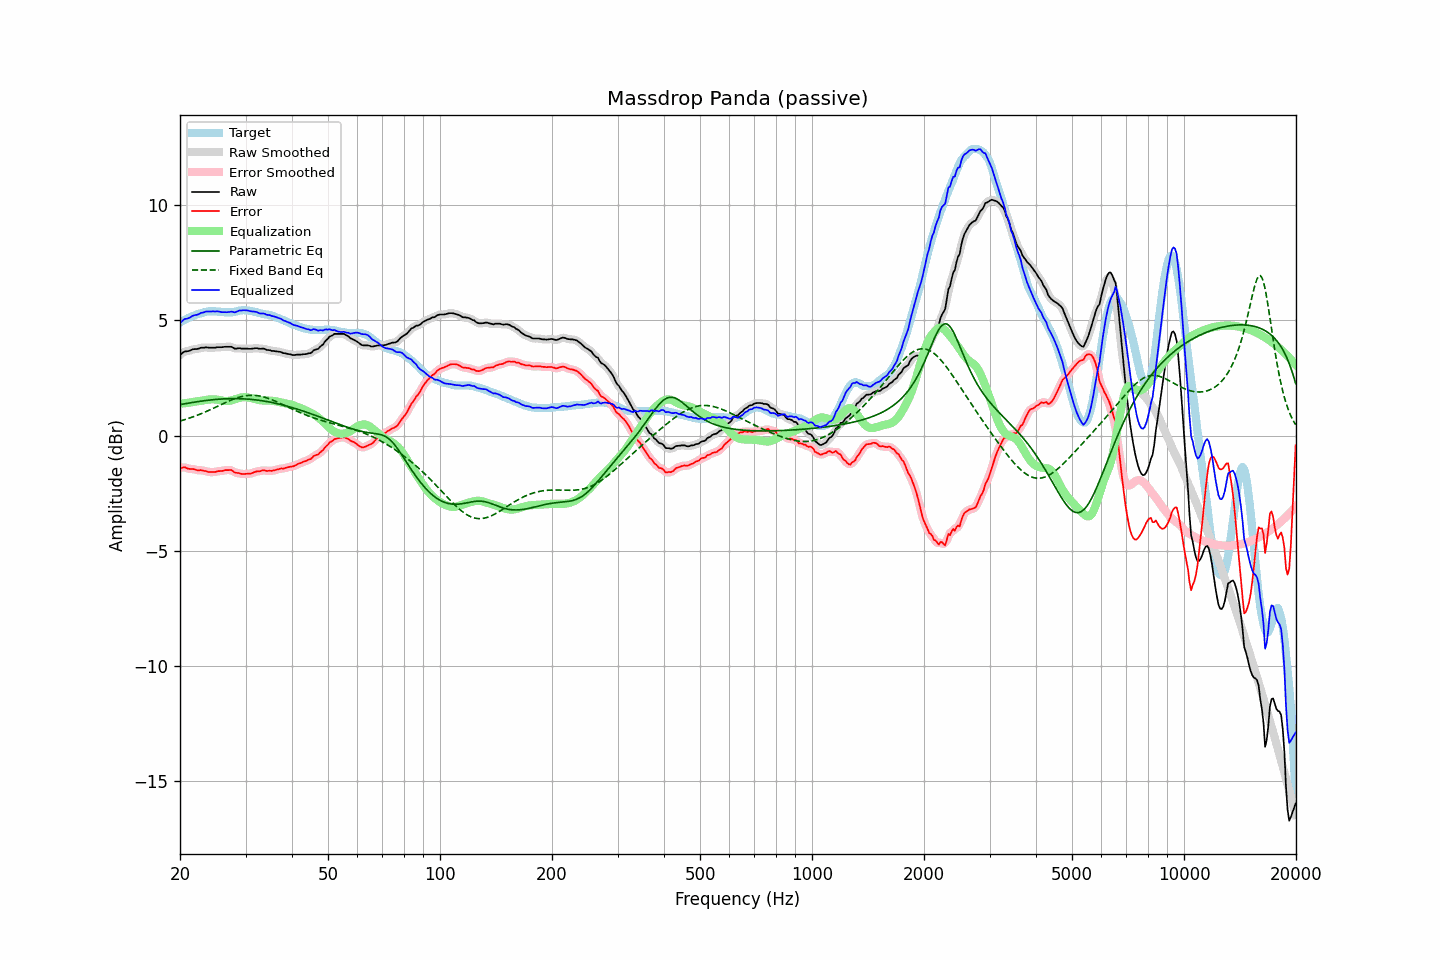 Massdrop Panda (passive)
Target
Raw Smoothed
Error Smoothed
Raw
Error
Equalization
Parametric Eq
Fixed Band Eq
Equalized
10
5
0
−5
−10
−15
Amplitude (dBr)
20 50 100 200 500 1000 2000 5000 10000 20000
Frequency (Hz)